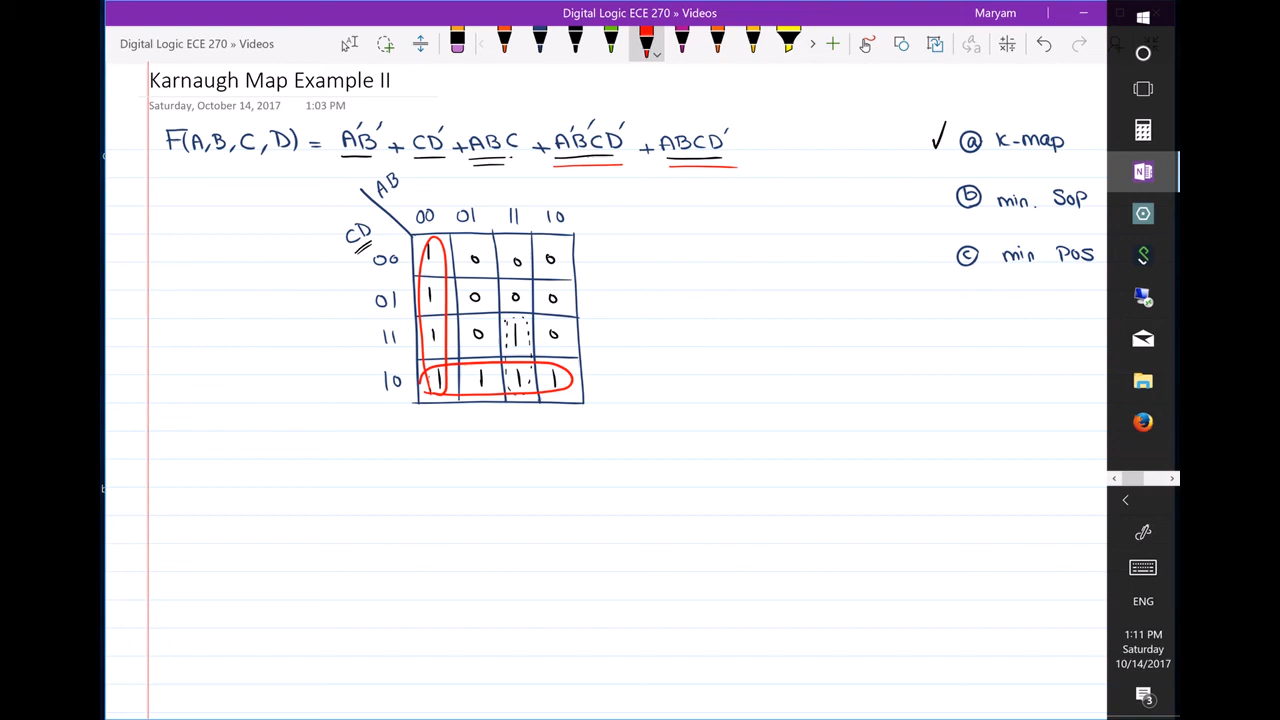 Digital Logic ECE 270 » Videos
Maryam
Digital Logic ECE 270 » Videos
Karnaugh Map Example II
Saturday, October 14, 2017 1:03 PM
F(A,B,C,D) = A'B' + CD' + ABC + A'B'CD' + ABCD'
✓ ⓐ K-map
ⓑ min. SOP
ⓒ min POS
AB
CD
00 01 11 10
00 1 0 0 0
01 1 0 0 0
11 1 0 1 0
10 1 1 1 1
ENG
1:11 PM
Saturday
10/14/2017
3